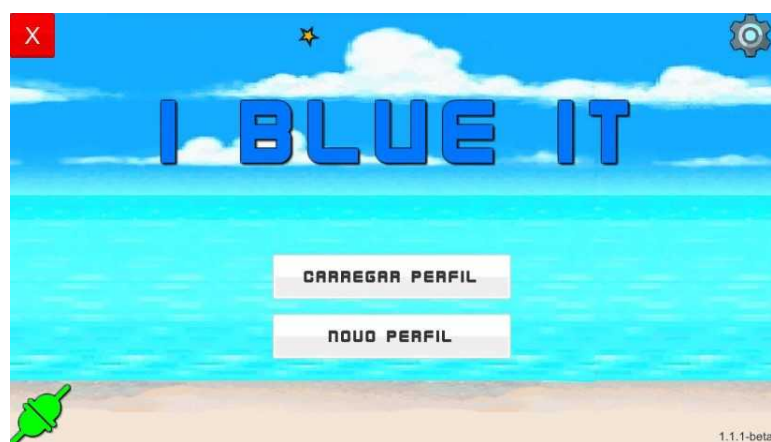 X
I BLUE IT
CARREGAR PERFIL
NOVO PERFIL
1.1.1-beta